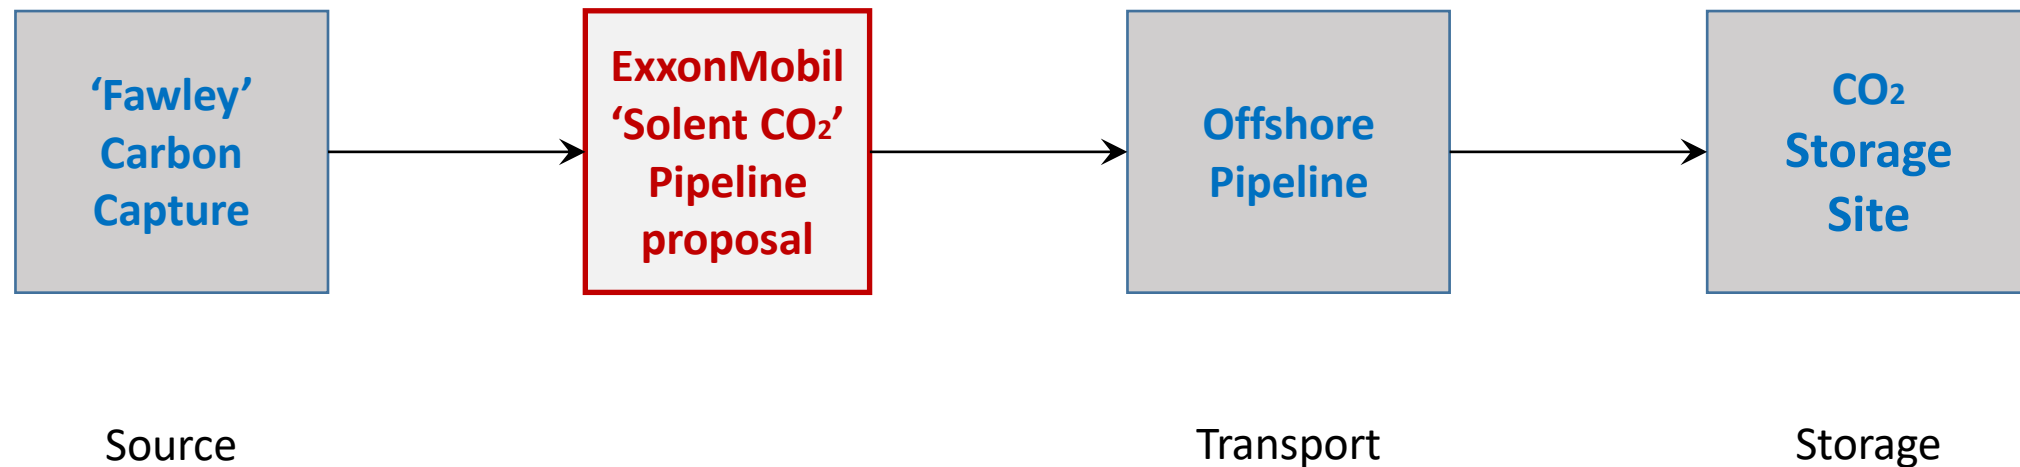 ‘Fawley’
Carbon
Capture
ExxonMobil
‘Solent CO₂’
Pipeline
proposal
Offshore
Pipeline
CO₂
Storage
Site
Source
Transport
Storage